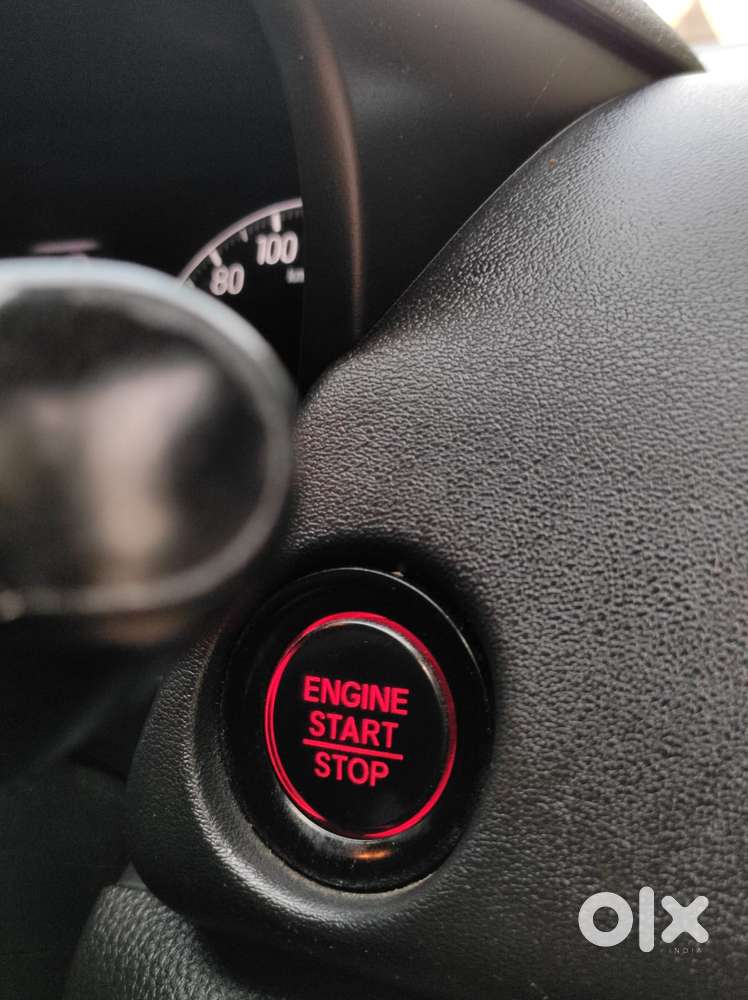 100
80
ENGINE
START
STOP
olx
INDIA